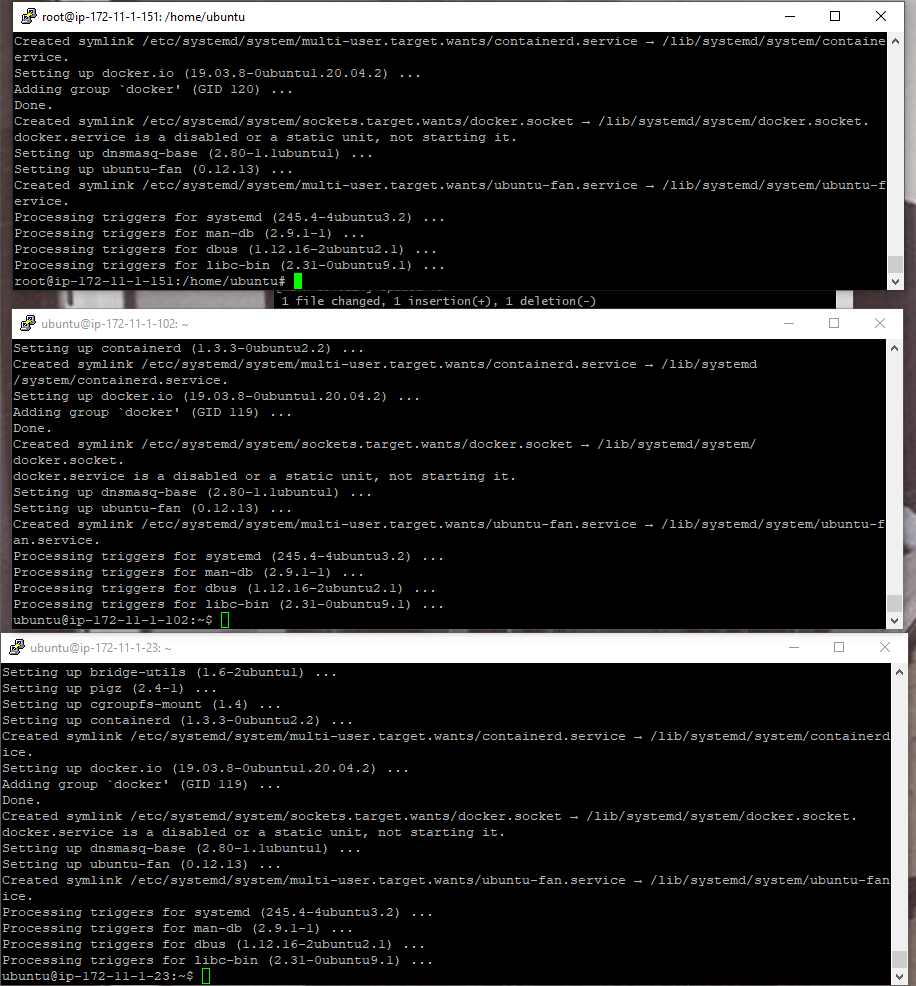 root@ip-172-11-1-151: /home/ubuntu
Created symlink /etc/systemd/system/multi-user.target.wants/containerd.service → /lib/systemd/system/containe
ervice.
Setting up docker.io (19.03.8-0ubuntu1.20.04.2) ...
Adding group `docker' (GID 120) ...
Done.
Created symlink /etc/systemd/system/sockets.target.wants/docker.socket → /lib/systemd/system/docker.socket.
docker.service is a disabled or a static unit, not starting it.
Setting up dnsmasq-base (2.80-1.1ubuntu1) ...
Setting up ubuntu-fan (0.12.13) ...
Created symlink /etc/systemd/system/multi-user.target.wants/ubuntu-fan.service → /lib/systemd/system/ubuntu-f
ervice.
Processing triggers for systemd (245.4-4ubuntu3.2) ...
Processing triggers for man-db (2.9.1-1) ...
Processing triggers for dbus (1.12.16-2ubuntu2.1) ...
Processing triggers for libc-bin (2.31-0ubuntu9.1) ...
root@ip-172-11-1-151:/home/ubuntu#
1 file changed, 1 insertion(+), 1 deletion(-)
ubuntu@ip-172-11-1-102: ~
Setting up containerd (1.3.3-0ubuntu2.2) ...
Created symlink /etc/systemd/system/multi-user.target.wants/containerd.service → /lib/systemd
/system/containerd.service.
Setting up docker.io (19.03.8-0ubuntu1.20.04.2) ...
Adding group `docker' (GID 119) ...
Done.
Created symlink /etc/systemd/system/sockets.target.wants/docker.socket → /lib/systemd/system/
docker.socket.
docker.service is a disabled or a static unit, not starting it.
Setting up dnsmasq-base (2.80-1.1ubuntu1) ...
Setting up ubuntu-fan (0.12.13) ...
Created symlink /etc/systemd/system/multi-user.target.wants/ubuntu-fan.service → /lib/systemd/system/ubuntu-f
an.service.
Processing triggers for systemd (245.4-4ubuntu3.2) ...
Processing triggers for man-db (2.9.1-1) ...
Processing triggers for dbus (1.12.16-2ubuntu2.1) ...
Processing triggers for libc-bin (2.31-0ubuntu9.1) ...
ubuntu@ip-172-11-1-102:~$
ubuntu@ip-172-11-1-23: ~
Setting up bridge-utils (1.6-2ubuntu1) ...
Setting up pigz (2.4-1) ...
Setting up cgroupfs-mount (1.4) ...
Setting up containerd (1.3.3-0ubuntu2.2) ...
Created symlink /etc/systemd/system/multi-user.target.wants/containerd.service → /lib/systemd/system/containerd
ice.
Setting up docker.io (19.03.8-0ubuntu1.20.04.2) ...
Adding group `docker' (GID 119) ...
Done.
Created symlink /etc/systemd/system/sockets.target.wants/docker.socket → /lib/systemd/system/docker.socket.
docker.service is a disabled or a static unit, not starting it.
Setting up dnsmasq-base (2.80-1.1ubuntu1) ...
Setting up ubuntu-fan (0.12.13) ...
Created symlink /etc/systemd/system/multi-user.target.wants/ubuntu-fan.service → /lib/systemd/system/ubuntu-fan
ice.
Processing triggers for systemd (245.4-4ubuntu3.2) ...
Processing triggers for man-db (2.9.1-1) ...
Processing triggers for dbus (1.12.16-2ubuntu2.1) ...
Processing triggers for libc-bin (2.31-0ubuntu9.1) ...
ubuntu@ip-172-11-1-23:~$